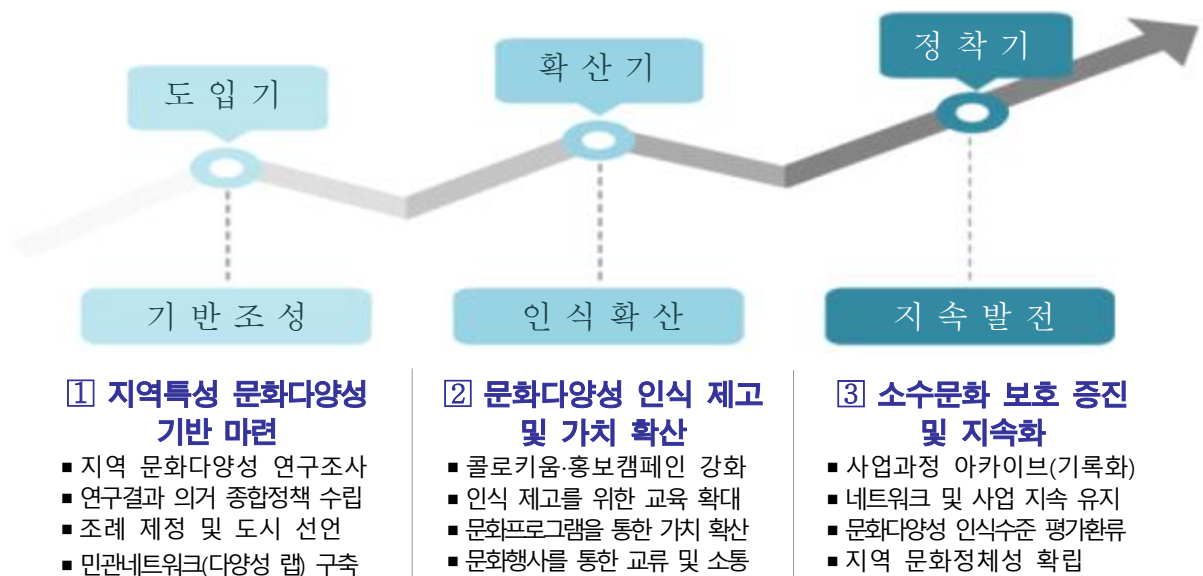 도 입 기
확 산 기
정 착 기
기 반 조 성
인 식 확 산
지 속 발 전
1 지역특성 문화다양성
기반 마련
■ 지역 문화다양성 연구조사
■ 연구결과 의거 종합정책 수립
■ 조례 제정 및 도시 선언
■ 민관네트워크(다양성 랩) 구축
2 문화다양성 인식 제고
및 가치 확산
■ 콜로키움·홍보캠페인 강화
■ 인식 제고를 위한 교육 확대
■ 문화프로그램을 통한 가치 확산
■ 문화행사를 통한 교류 및 소통
3 소수문화 보호 증진
및 지속화
■ 사업과정 아카이브(기록화)
■ 네트워크 및 사업 지속 유지
■ 문화다양성 인식수준 평가환류
■ 지역 문화정체성 확립